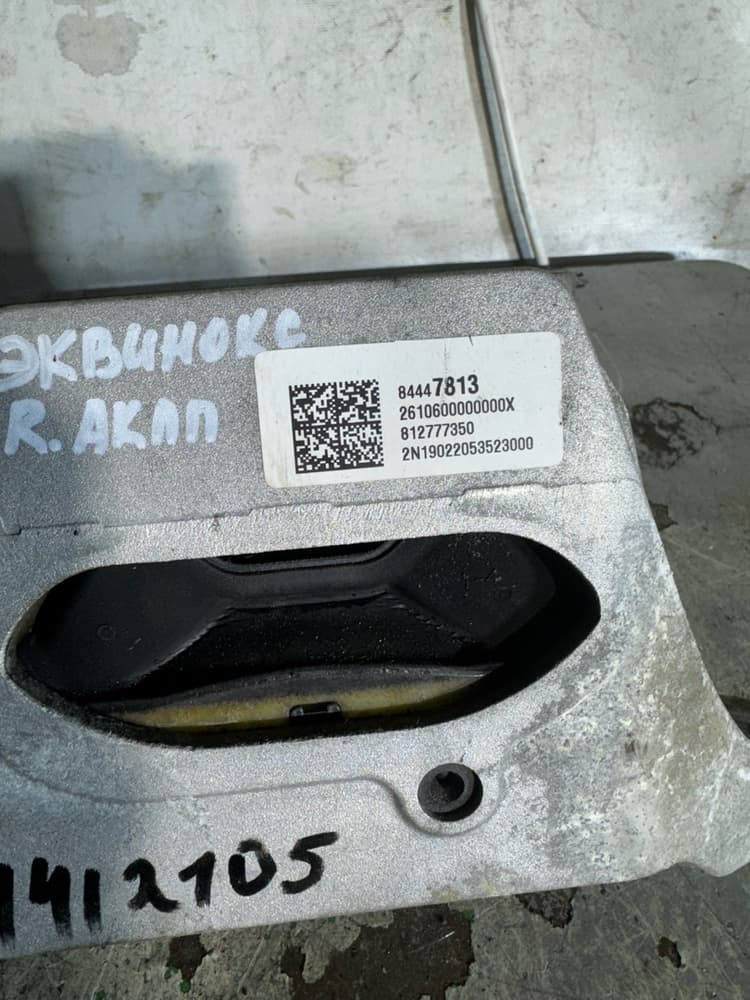 ЭКВИНОКС
R. АКПП
84447813
2610600000000X
812777350
2N19022053523000
1412105